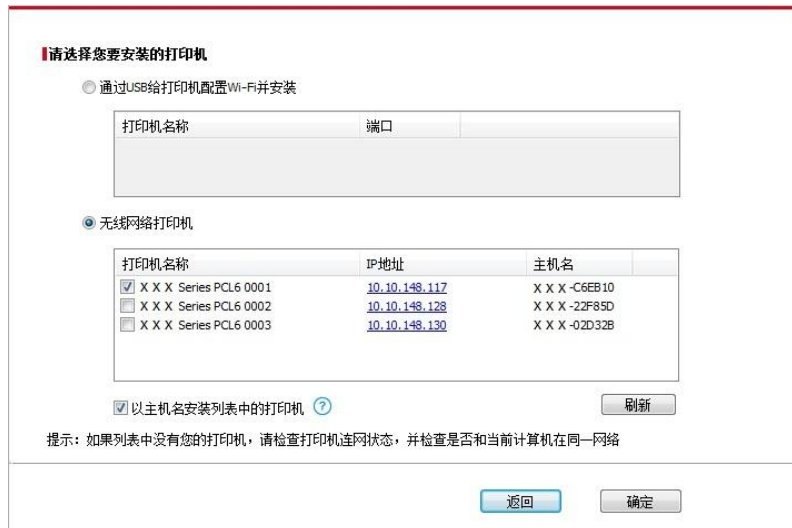 请选择您要安装的打印机
通过USB给打印机配置Wi-Fi并安装
打印机名称 端口
无线网络打印机
打印机名称 IP地址 主机名
X X X Series PCL6 0001 10.10.148.117 X X X -C6EB10
X X X Series PCL6 0002 10.10.148.128 X X X -22F85D
X X X Series PCL6 0003 10.10.148.130 X X X -02D32B
以主机名安装列表中的打印机 ? 刷新
提示：如果列表中没有您的打印机，请检查打印机连网状态，并检查是否和当前计算机在同一网络
返回 确定